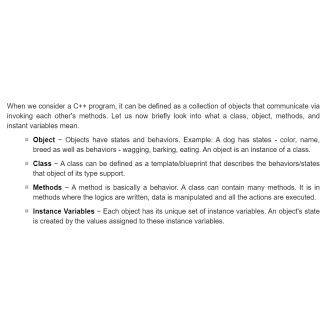 When we consider a C++ program, it can be defined as a collection of objects that communicate via
invoking each other's methods. Let us now briefly look into what a class, object, methods, and
instant variables mean.
Object − Objects have states and behaviors. Example: A dog has states - color, name,
breed as well as behaviors - wagging, barking, eating. An object is an instance of a class.
Class − A class can be defined as a template/blueprint that describes the behaviors/states
that object of its type support.
Methods − A method is basically a behavior. A class can contain many methods. It is in
methods where the logics are written, data is manipulated and all the actions are executed.
Instance Variables − Each object has its unique set of instance variables. An object's state
is created by the values assigned to these instance variables.